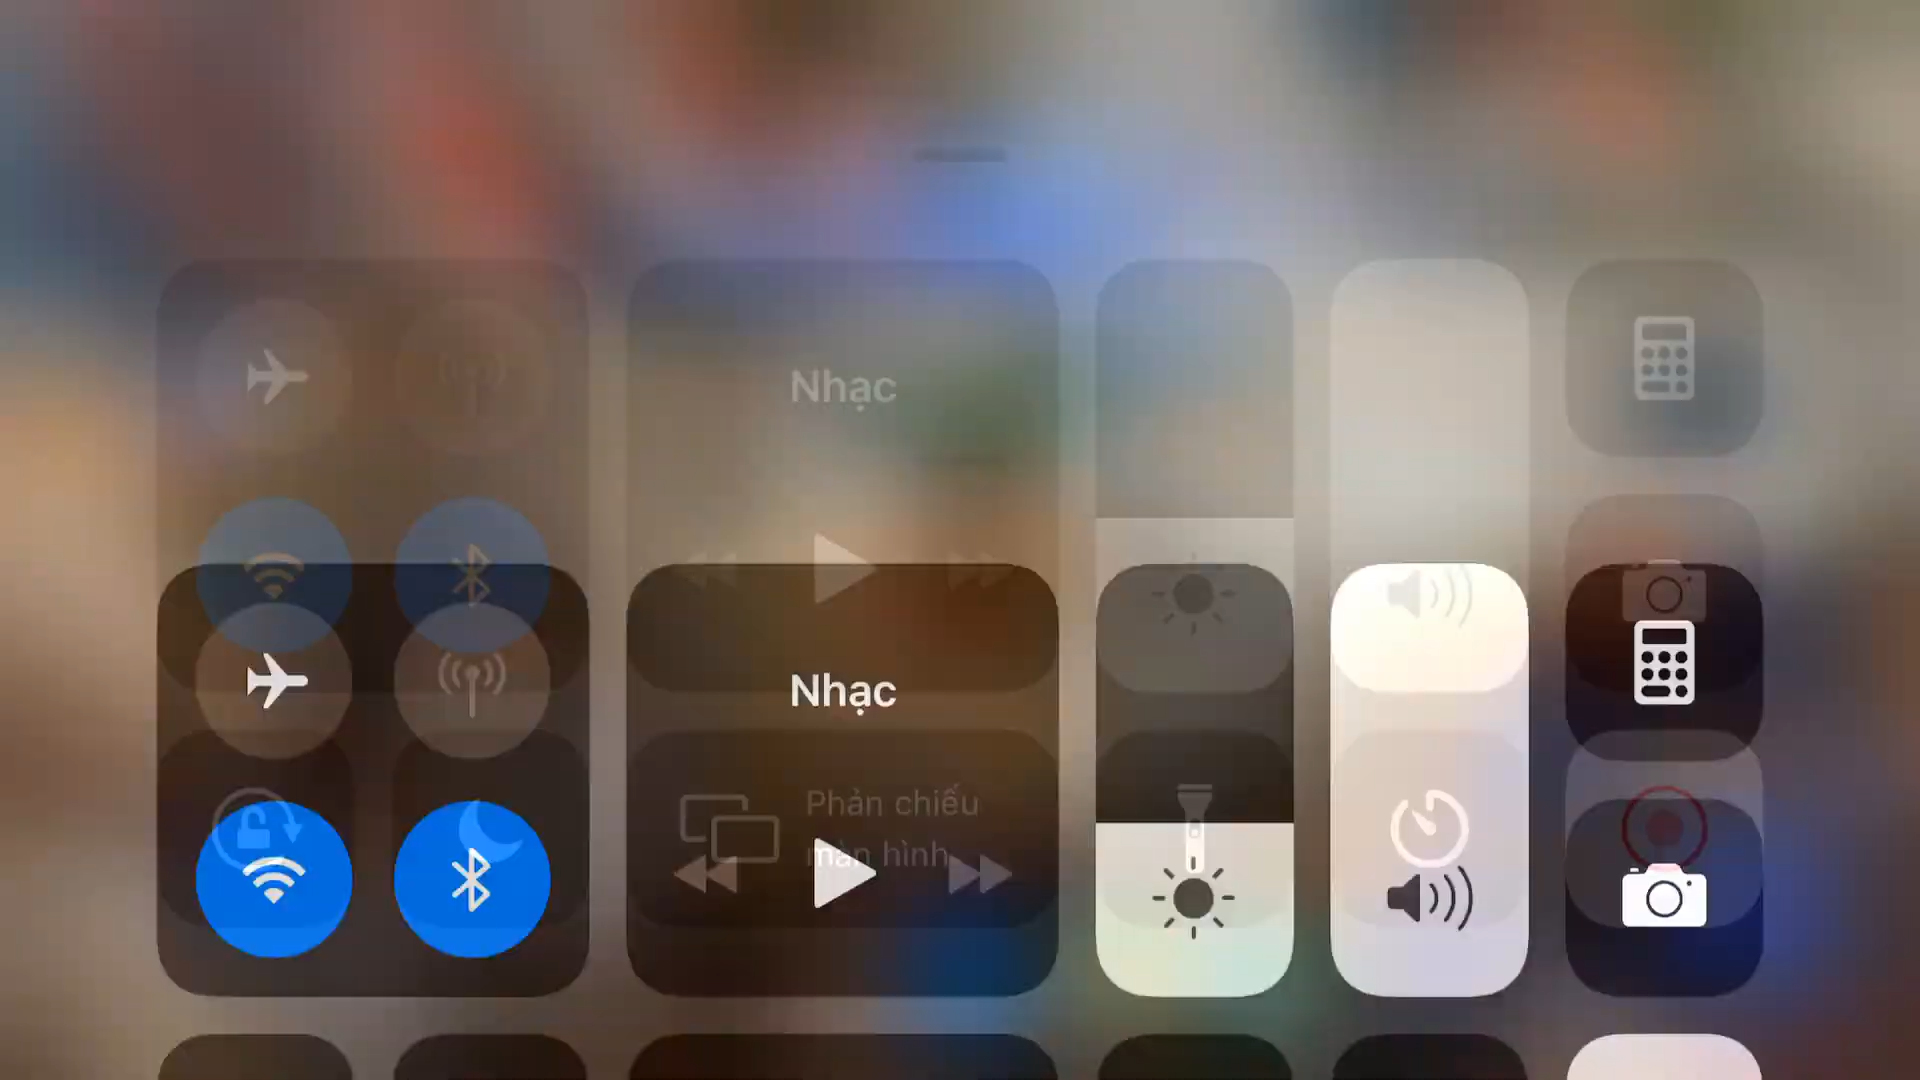 Nhạc
Nhạc
Phản chiếu
màn hình